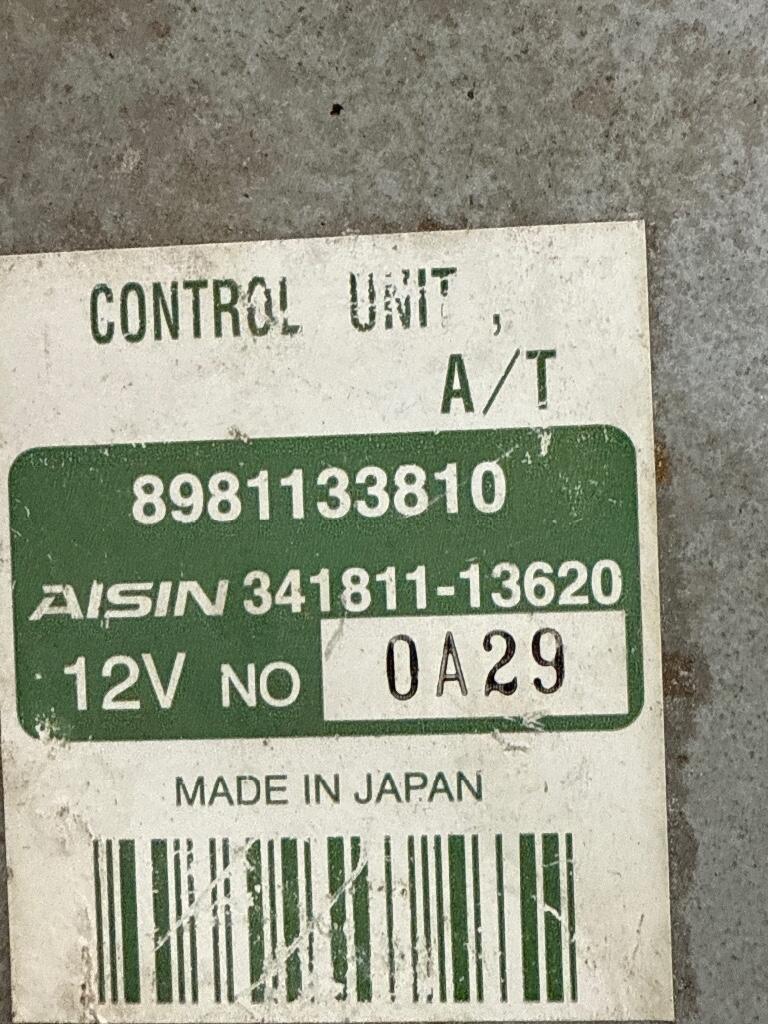 CONTROL UNIT,
A/T
8981133810
AISIN 341811-13620
12V NO 0A29
MADE IN JAPAN